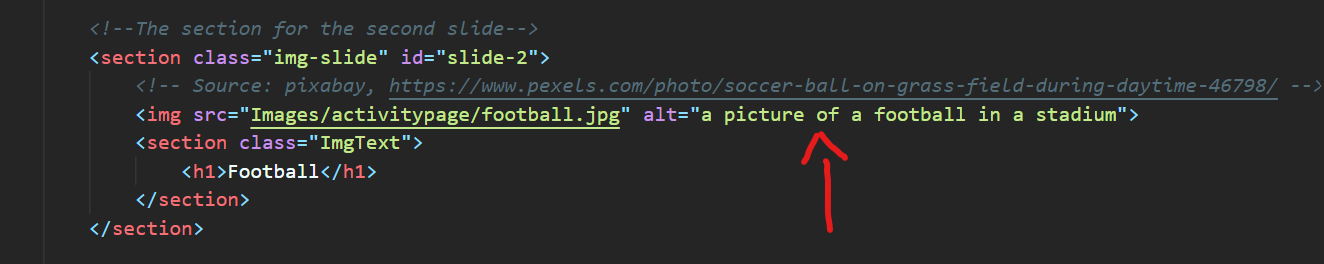 <!--The section for the second slide-->
<section class="img-slide" id="slide-2">
<!-- Source: pixabay, https://www.pexels.com/photo/soccer-ball-on-grass-field-during-daytime-46798/ -->
<img src="Images/activitypage/football.jpg" alt="a picture of a football in a stadium">
<section class="ImgText">
<h1>Football</h1>
</section>
</section>